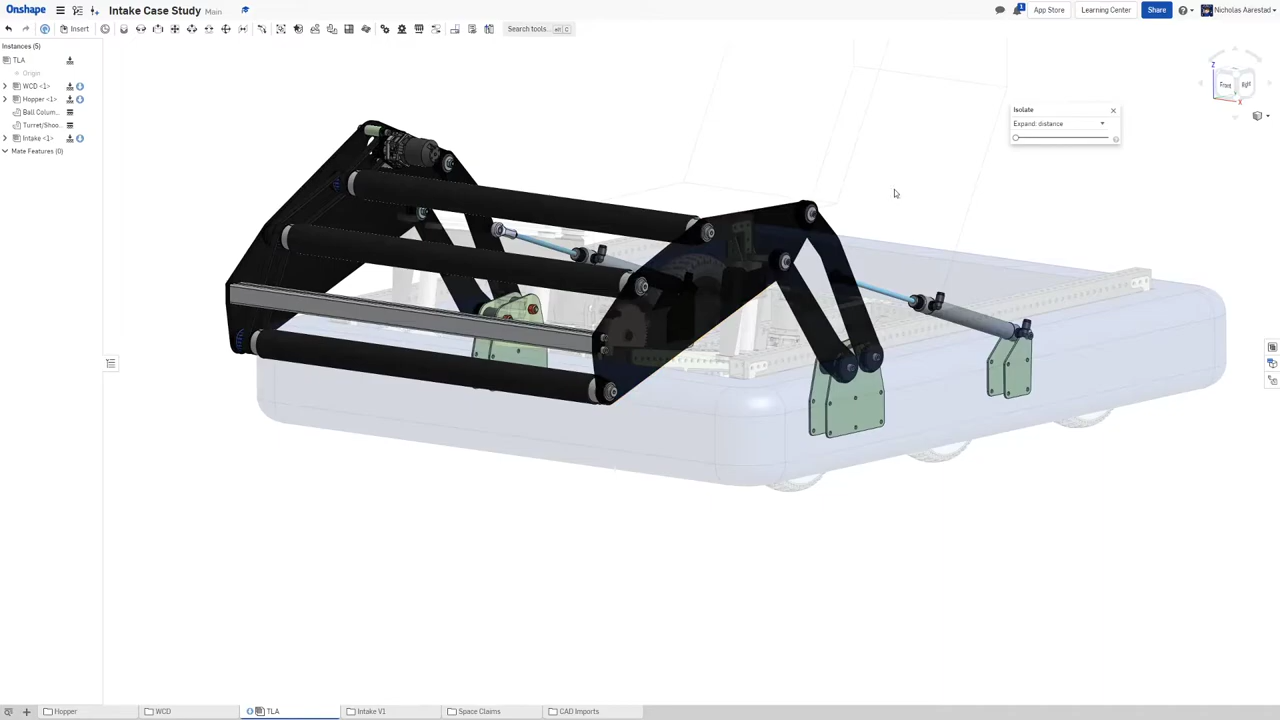 Onshape
Intake Case Study Main
App Store
Learning Center
Share
Nicholas Aarestad
Insert
Search tools...
alt C
Instances (5)
TLA
Origin
WCD <1>
Hopper <1>
Ball Colum...
Turret/Shoo...
Intake <1>
Mate Features (0)
Isolate
Expand: distance
Z
Front
Right
X
Hopper
WCD
TLA
Intake V1
Space Claims
CAD Imports